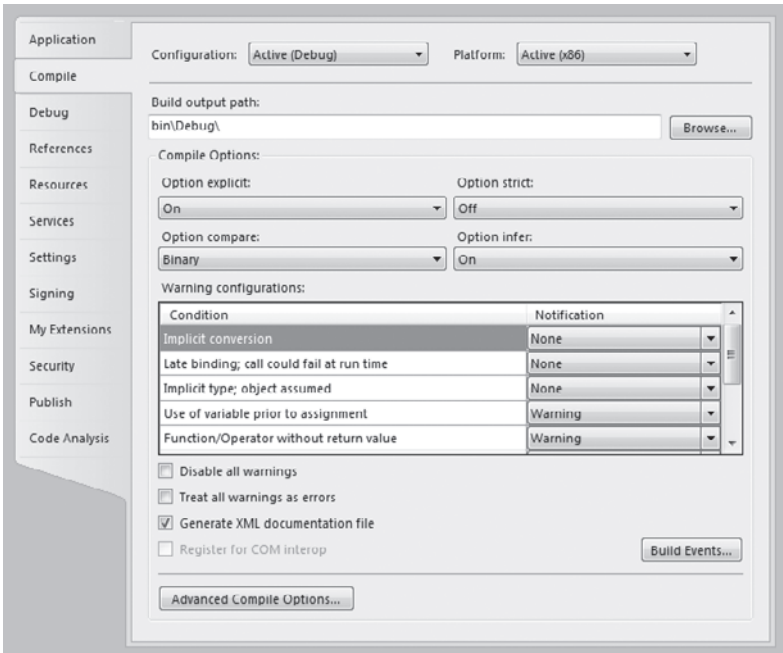 Application
Compile
Debug
References
Resources
Services
Settings
Signing
My Extensions
Security
Publish
Code Analysis
Configuration: Active (Debug) Platform: Active (x86)
Build output path:
bin\Debug\ Browse...
Compile Options:
Option explicit: Option strict:
On Off
Option compare: Option infer:
Binary On
Warning configurations:
Condition Notification
Implicit conversion None
Late binding; call could fail at run time None
Implicit type; object assumed None
Use of variable prior to assignment Warning
Function/Operator without return value Warning
Disable all warnings
Treat all warnings as errors
Generate XML documentation file
Register for COM interop Build Events...
Advanced Compile Options...